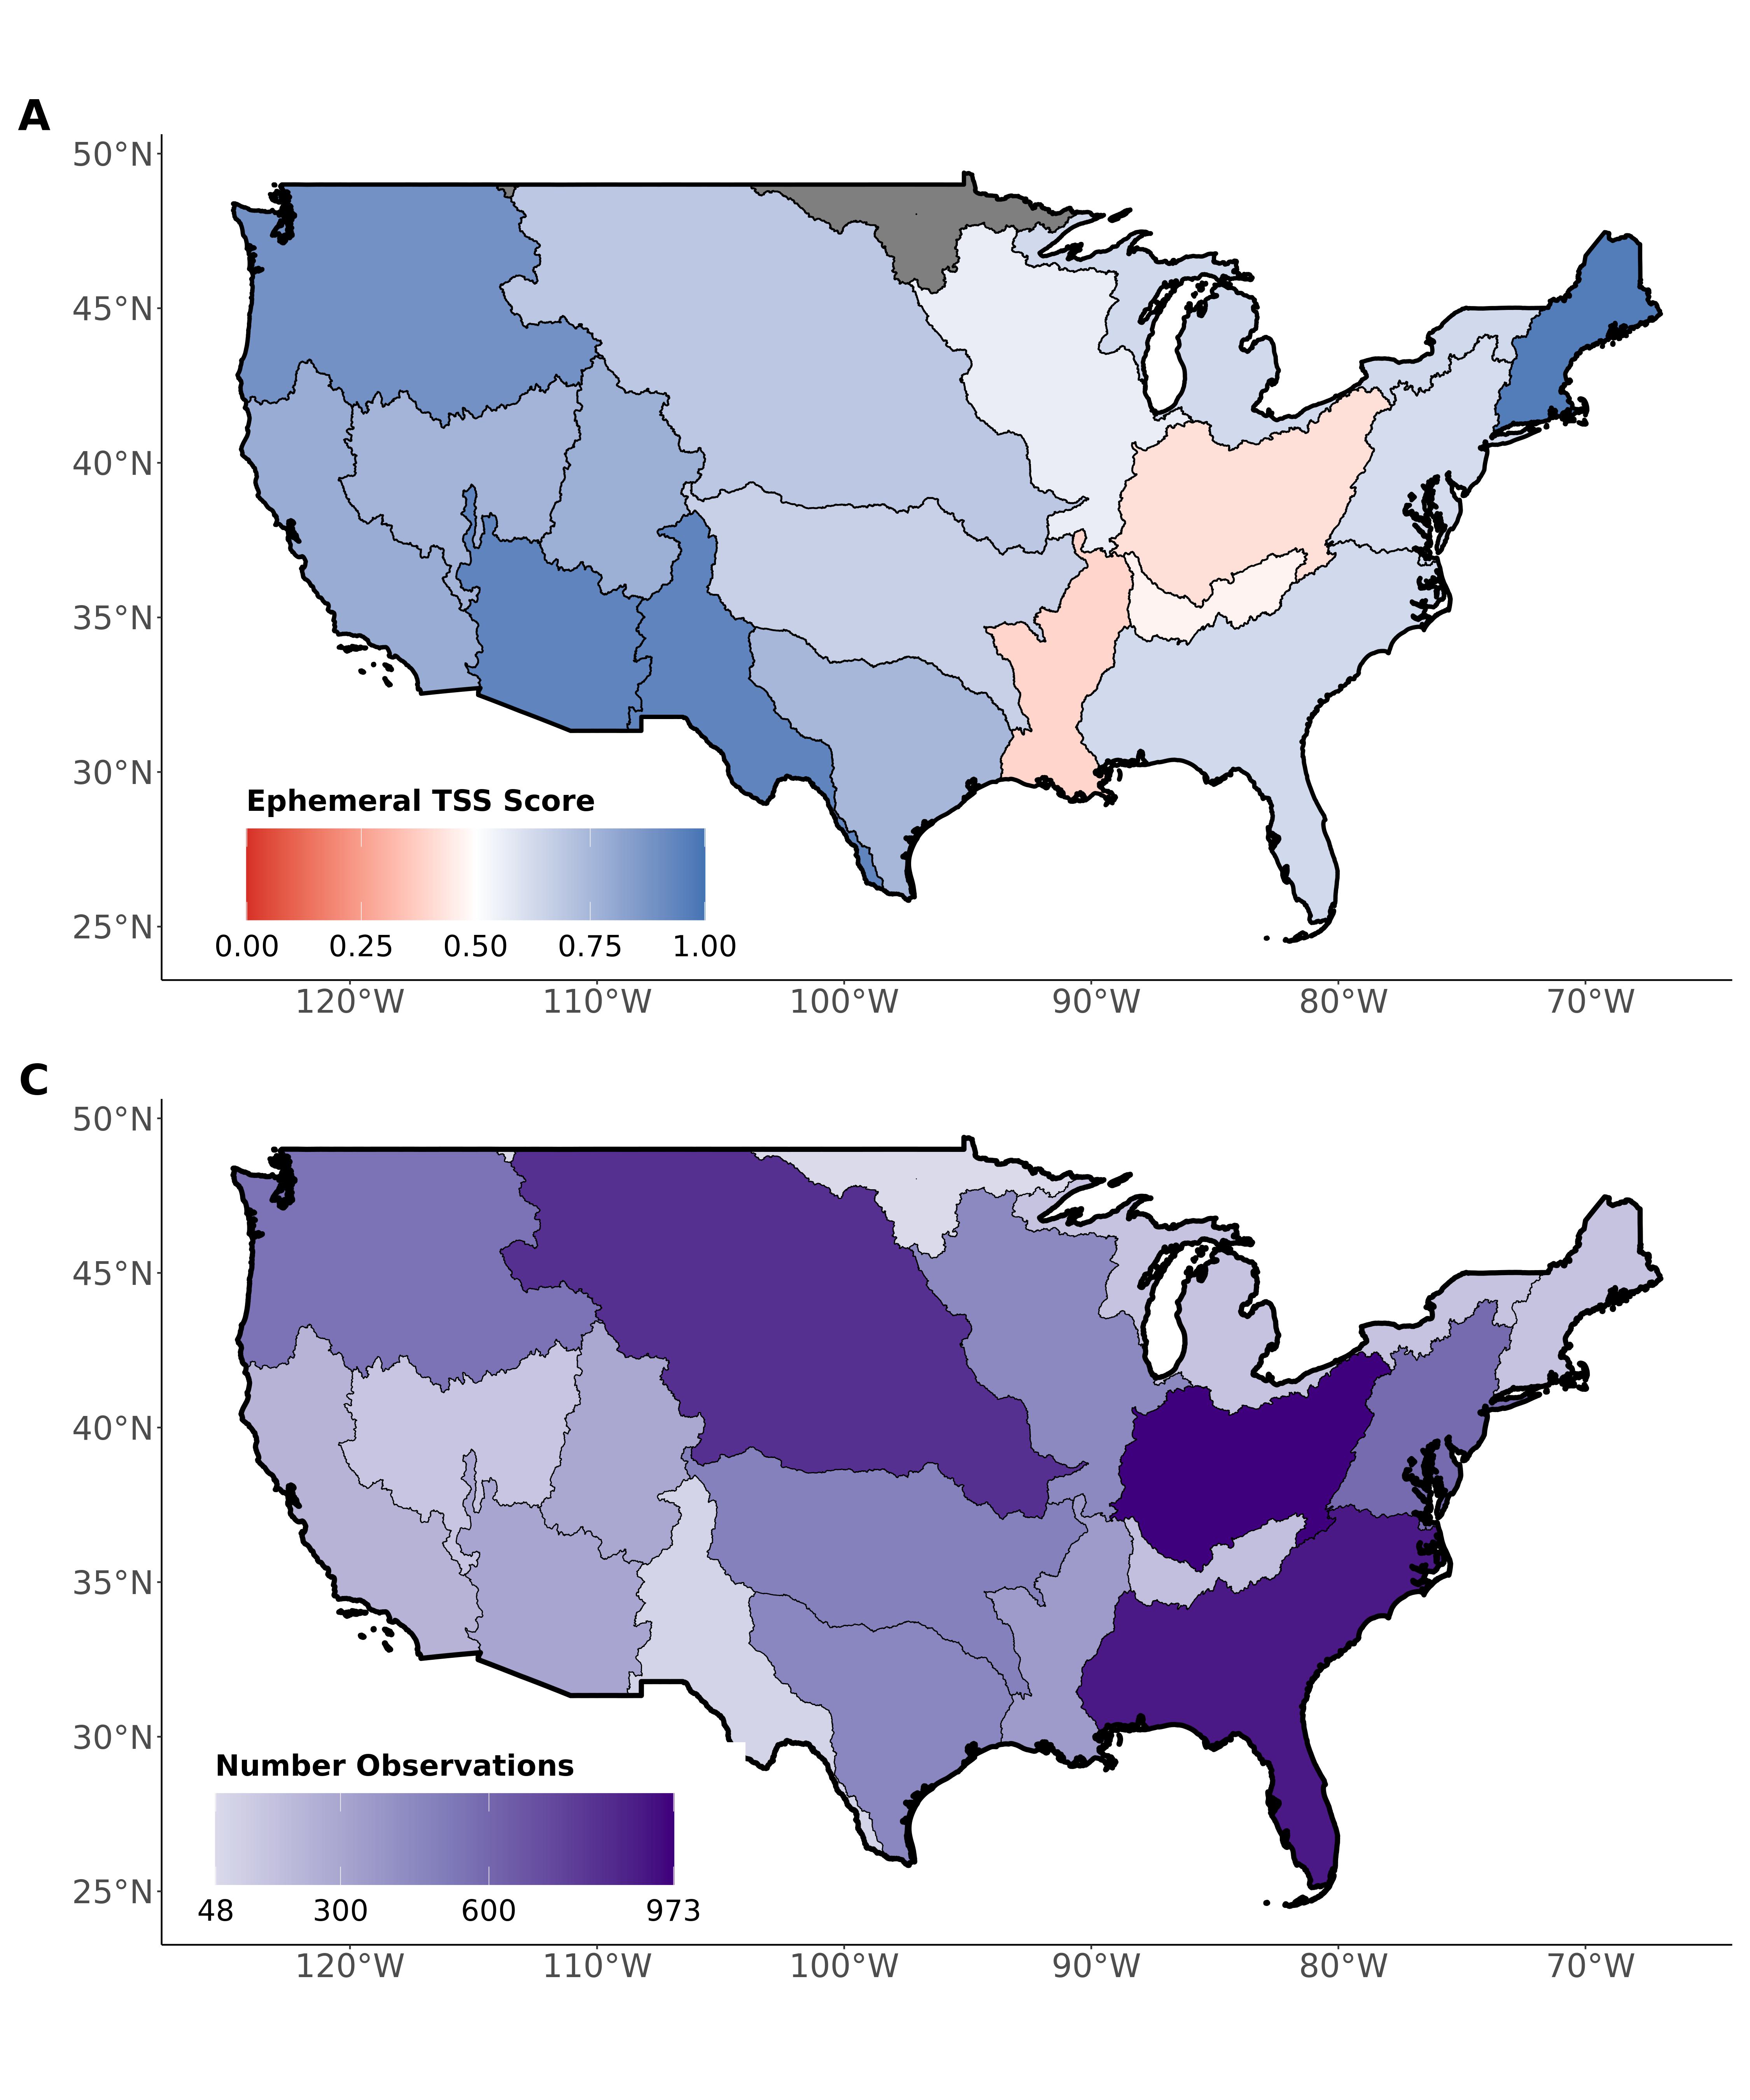 A
50°N
45°N
40°N
35°N
30°N
25°N
Ephemeral TSS Score
0.00 0.25 0.50 0.75 1.00
120°W 110°W 100°W 90°W 80°W 70°W
C
50°N
45°N
40°N
35°N
30°N
25°N
Number Observations
48 300 600 973
120°W 110°W 100°W 90°W 80°W 70°W